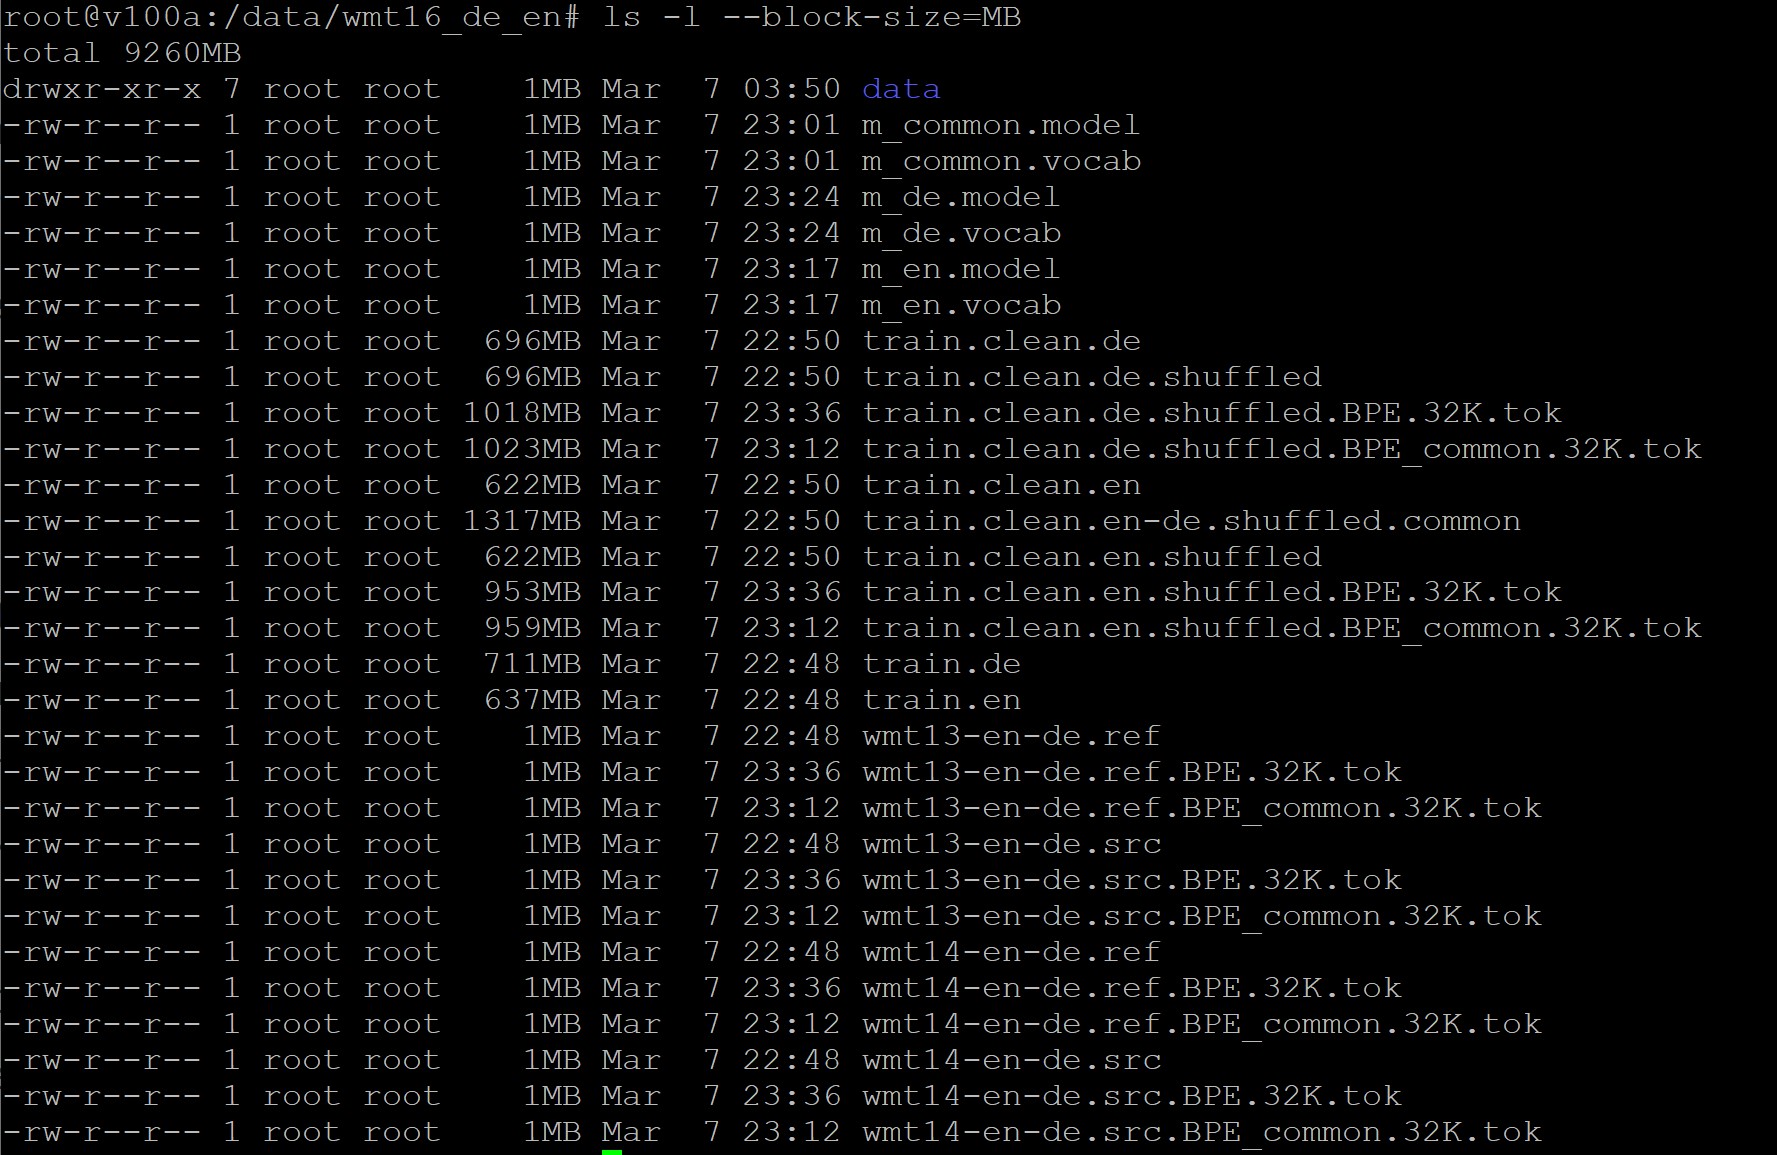 root@v100a:/data/wmt16_de_en# ls -l --block-size=MB
total 9260MB
drwxr-xr-x 7 root root    1MB Mar  7 03:50 data
-rw-r--r-- 1 root root    1MB Mar  7 23:01 m_common.model
-rw-r--r-- 1 root root    1MB Mar  7 23:01 m_common.vocab
-rw-r--r-- 1 root root    1MB Mar  7 23:24 m_de.model
-rw-r--r-- 1 root root    1MB Mar  7 23:24 m_de.vocab
-rw-r--r-- 1 root root    1MB Mar  7 23:17 m_en.model
-rw-r--r-- 1 root root    1MB Mar  7 23:17 m_en.vocab
-rw-r--r-- 1 root root  696MB Mar  7 22:50 train.clean.de
-rw-r--r-- 1 root root  696MB Mar  7 22:50 train.clean.de.shuffled
-rw-r--r-- 1 root root 1018MB Mar  7 23:36 train.clean.de.shuffled.BPE.32K.tok
-rw-r--r-- 1 root root 1023MB Mar  7 23:12 train.clean.de.shuffled.BPE_common.32K.tok
-rw-r--r-- 1 root root  622MB Mar  7 22:50 train.clean.en
-rw-r--r-- 1 root root 1317MB Mar  7 22:50 train.clean.en-de.shuffled.common
-rw-r--r-- 1 root root  622MB Mar  7 22:50 train.clean.en.shuffled
-rw-r--r-- 1 root root  953MB Mar  7 23:36 train.clean.en.shuffled.BPE.32K.tok
-rw-r--r-- 1 root root  959MB Mar  7 23:12 train.clean.en.shuffled.BPE_common.32K.tok
-rw-r--r-- 1 root root  711MB Mar  7 22:48 train.de
-rw-r--r-- 1 root root  637MB Mar  7 22:48 train.en
-rw-r--r-- 1 root root    1MB Mar  7 22:48 wmt13-en-de.ref
-rw-r--r-- 1 root root    1MB Mar  7 23:36 wmt13-en-de.ref.BPE.32K.tok
-rw-r--r-- 1 root root    1MB Mar  7 23:12 wmt13-en-de.ref.BPE_common.32K.tok
-rw-r--r-- 1 root root    1MB Mar  7 22:48 wmt13-en-de.src
-rw-r--r-- 1 root root    1MB Mar  7 23:36 wmt13-en-de.src.BPE.32K.tok
-rw-r--r-- 1 root root    1MB Mar  7 23:12 wmt13-en-de.src.BPE_common.32K.tok
-rw-r--r-- 1 root root    1MB Mar  7 22:48 wmt14-en-de.ref
-rw-r--r-- 1 root root    1MB Mar  7 23:36 wmt14-en-de.ref.BPE.32K.tok
-rw-r--r-- 1 root root    1MB Mar  7 23:12 wmt14-en-de.ref.BPE_common.32K.tok
-rw-r--r-- 1 root root    1MB Mar  7 22:48 wmt14-en-de.src
-rw-r--r-- 1 root root    1MB Mar  7 23:36 wmt14-en-de.src.BPE.32K.tok
-rw-r--r-- 1 root root    1MB Mar  7 23:12 wmt14-en-de.src.BPE_common.32K.tok